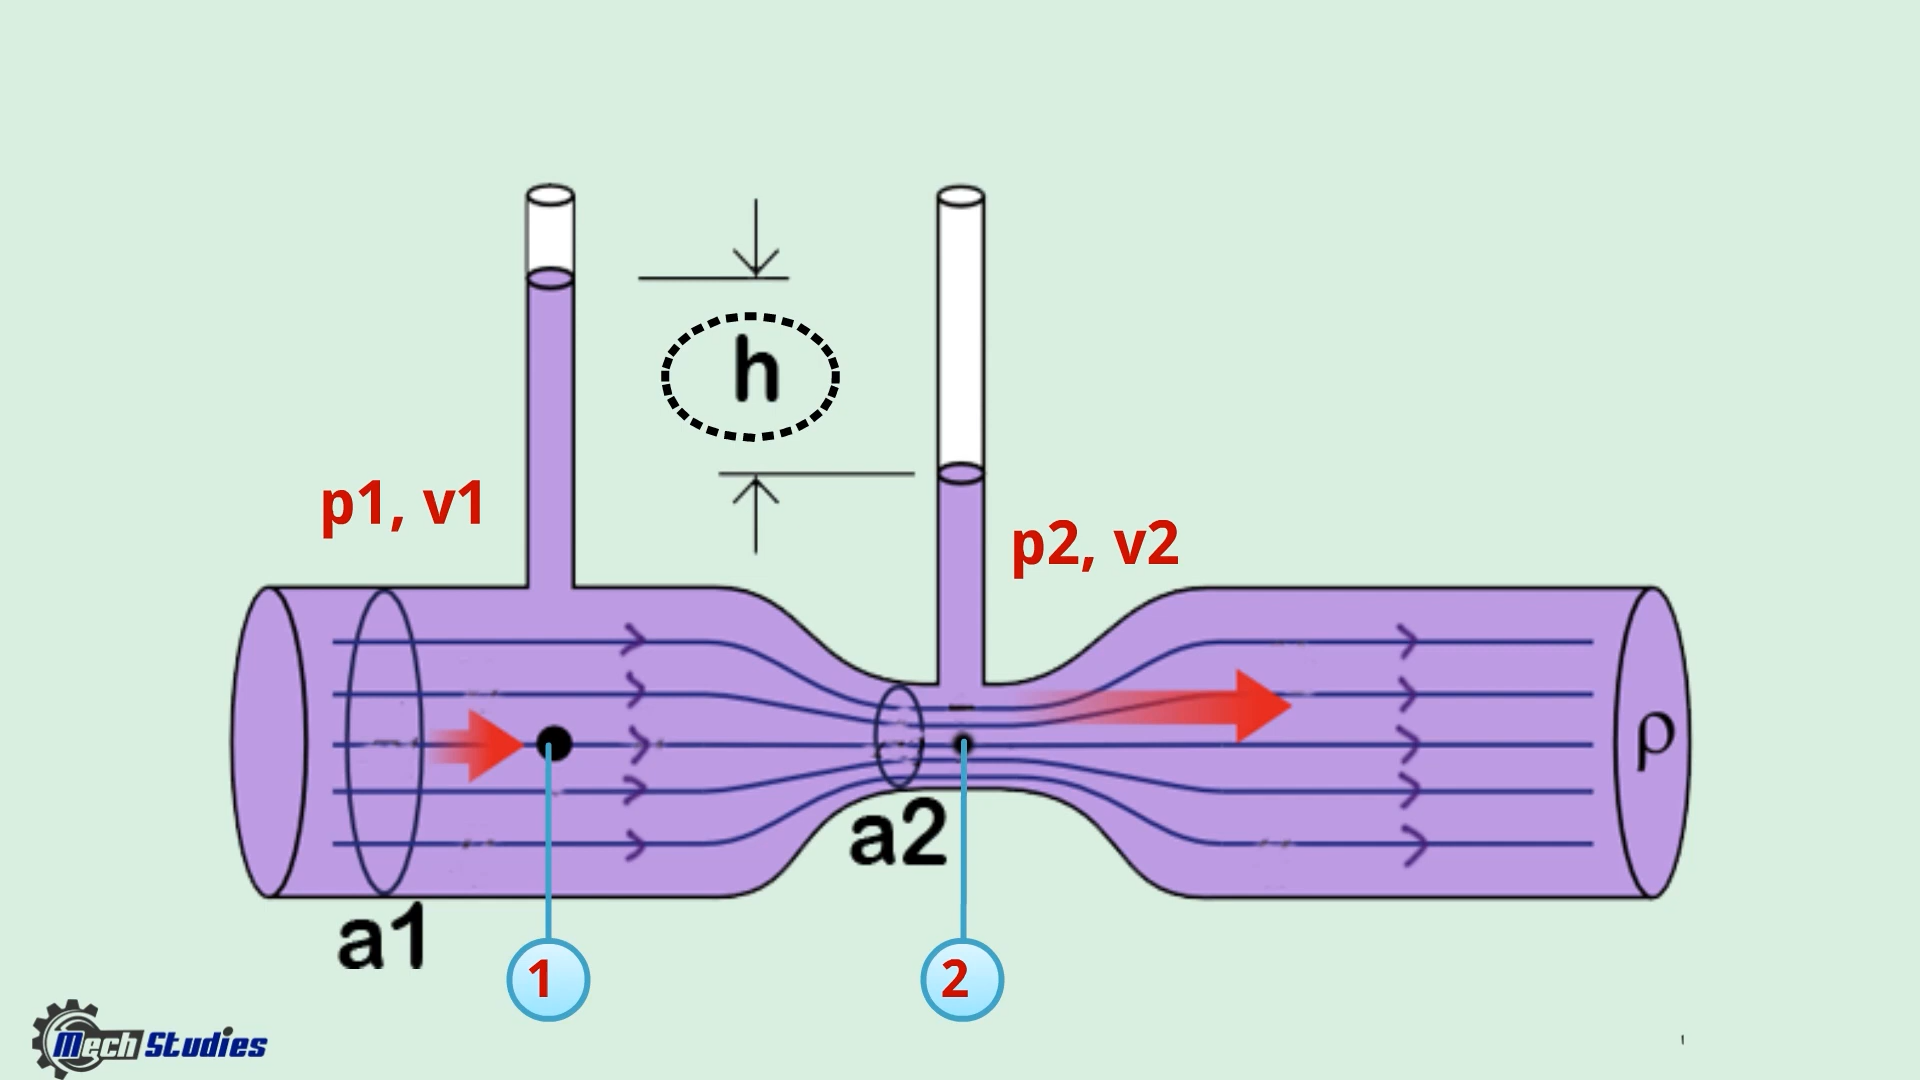 h
p1, v1
p2, v2
ρ
a2
a1
1
2
Mech Studies